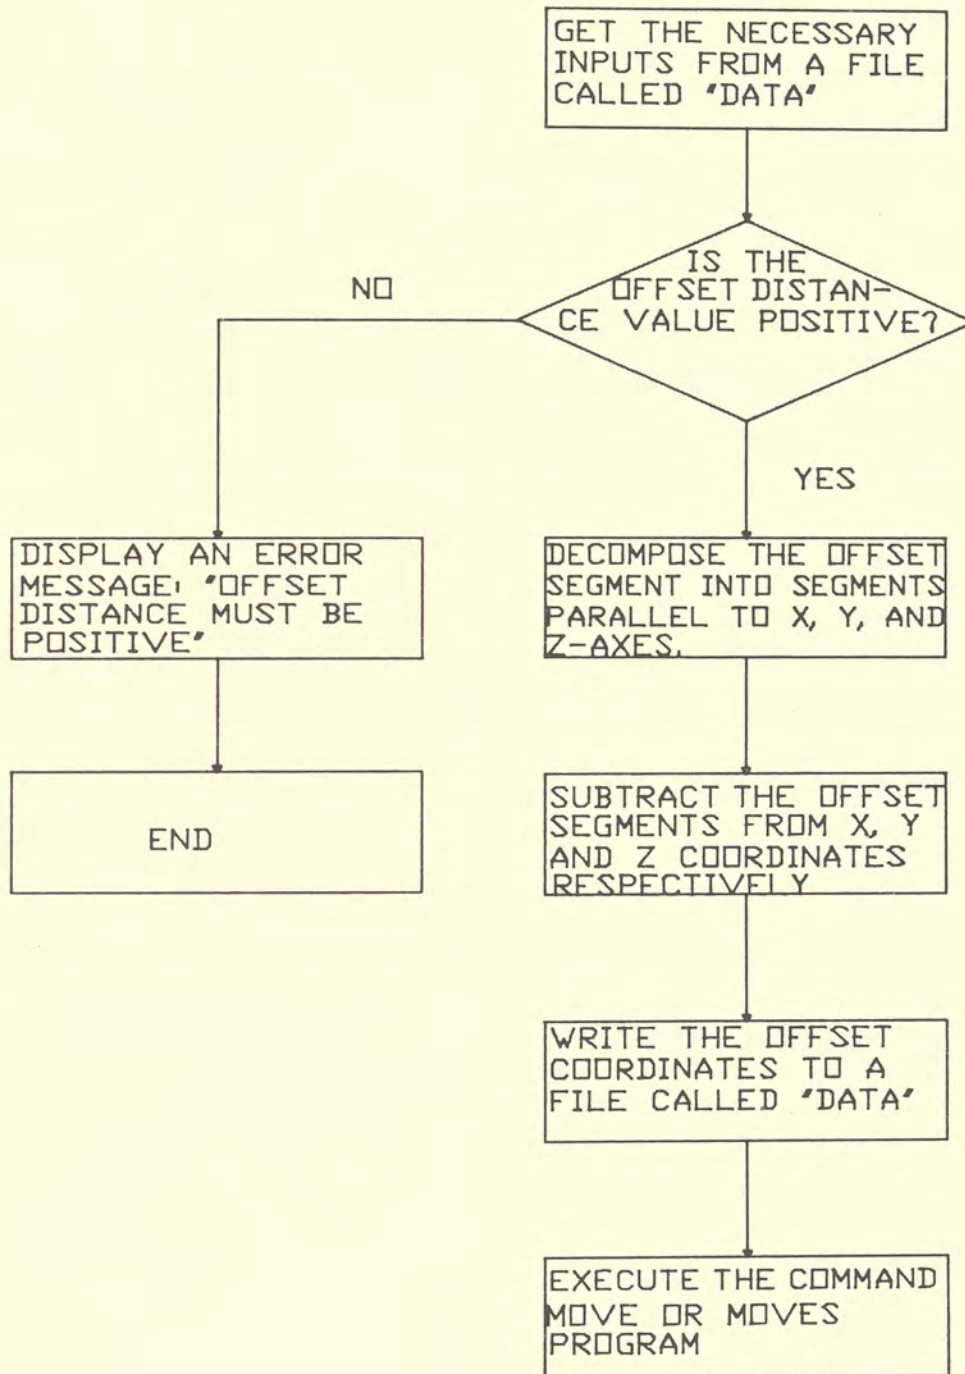 GET THE NECESSARY
INPUTS FROM A FILE
CALLED "DATA"
IS THE
OFFSET DISTAN-
CE VALUE POSITIVE?
NO
YES
DISPLAY AN ERROR
MESSAGE: "OFFSET
DISTANCE MUST BE
POSITIVE"
DECOMPOSE THE OFFSET
SEGMENT INTO SEGMENTS
PARALLEL TO X, Y, AND
Z-AXES.
END
SUBTRACT THE OFFSET
SEGMENTS FROM X, Y
AND Z COORDINATES
RESPECTIVELY
WRITE THE OFFSET
COORDINATES TO A
FILE CALLED "DATA"
EXECUTE THE COMMAND
MOVE OR MOVES
PROGRAM